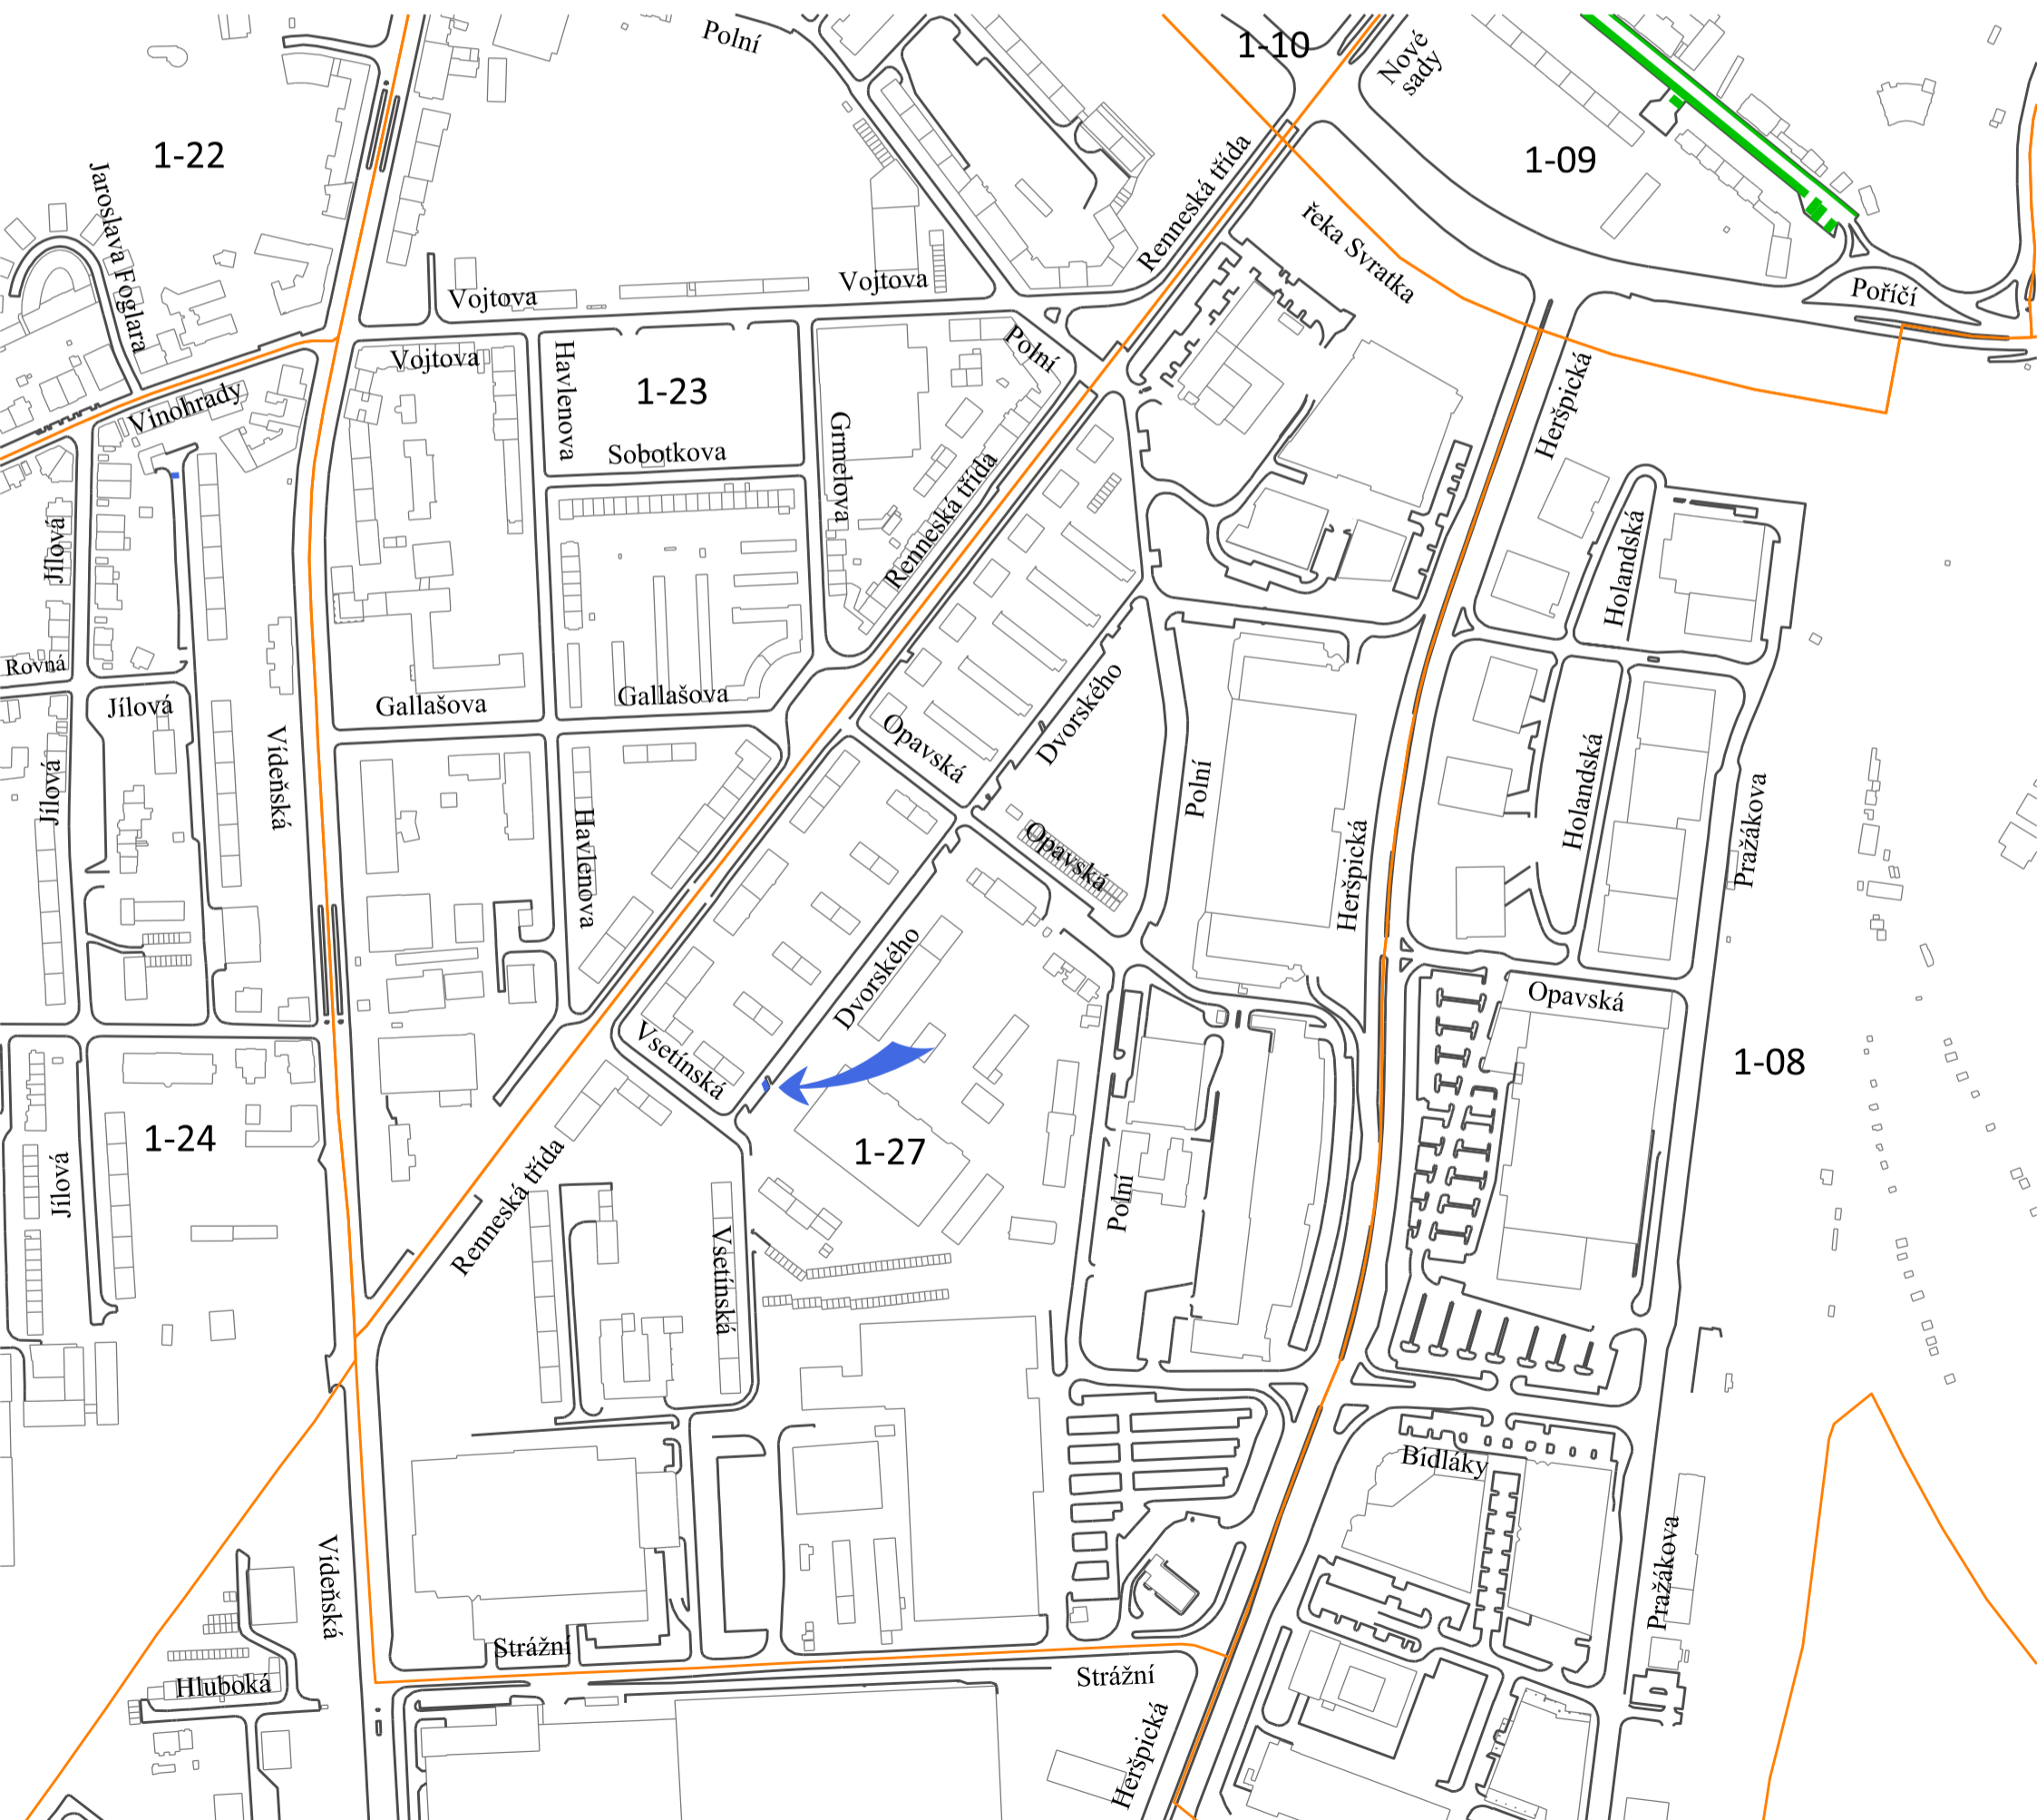 Polní
1-10
Nové
sady
1-22
1-09
Jaroslava Foglara
Renneská třída
řeka Svratka
Vojtova
Vojtova
Poříčí
Vojtova
Polní
Havlenova
1-23
Heršpická
Vinohrady
Sobotkova
Grmelova
Renneská třída
Jílová
Holandská
Rovná
Jílová
Gallašova
Gallašova
Dvorského
Opavská
Vídeňská
Jílová
Polní
Holandská
Pražákova
Havlenova
Opavská
Heršpická
Dvorského
Opavská
Vsetínská
1-08
1-24
1-27
Jílová
Polní
Renneská třída
Vsetínská
Bidláky
Vídeňská
Pražákova
Strážní
Strážní
Hluboká
Heršpická